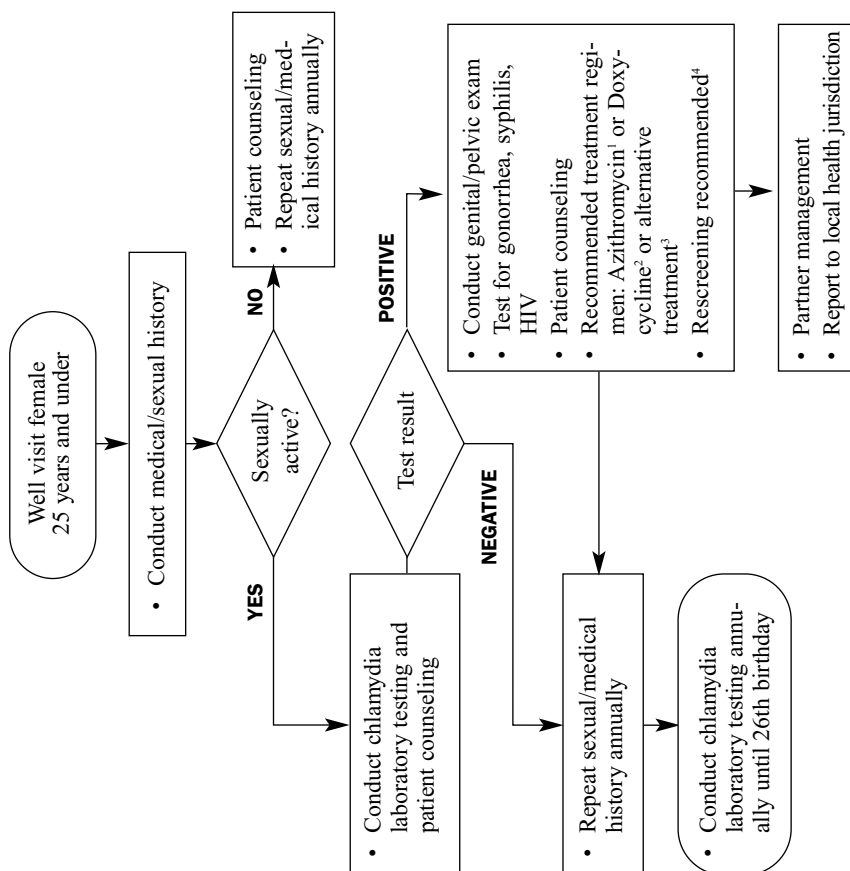 Well visit female
25 years and under
• Conduct medical/sexual history
Sexually
active?
NO
• Patient counseling
• Repeat sexual/med-
ical history annually
YES
• Conduct chlamydia
laboratory testing and
patient counseling
Test result
POSITIVE
• Conduct genital/pelvic exam
• Test for gonorrhea, syphilis,
HIV
• Patient counseling
• Recommended treatment regi-
men: Azithromycin¹ or Doxy-
cycline² or alternative
treatment³
• Rescreening recommended⁴
NEGATIVE
• Repeat sexual/medical
history annually
• Partner management
• Report to local health jurisdiction
• Conduct chlamydia
laboratory testing annu-
ally until 26th birthday